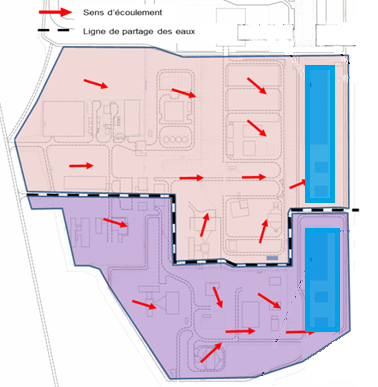 Sens d'écoulement
Ligne de partage des eaux